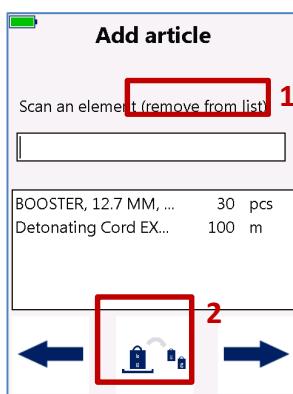 Add article
1
Scan an element (remove from list)
BOOSTER, 12.7 MM, ... 30 pcs
Detonating Cord EX... 100 m
2